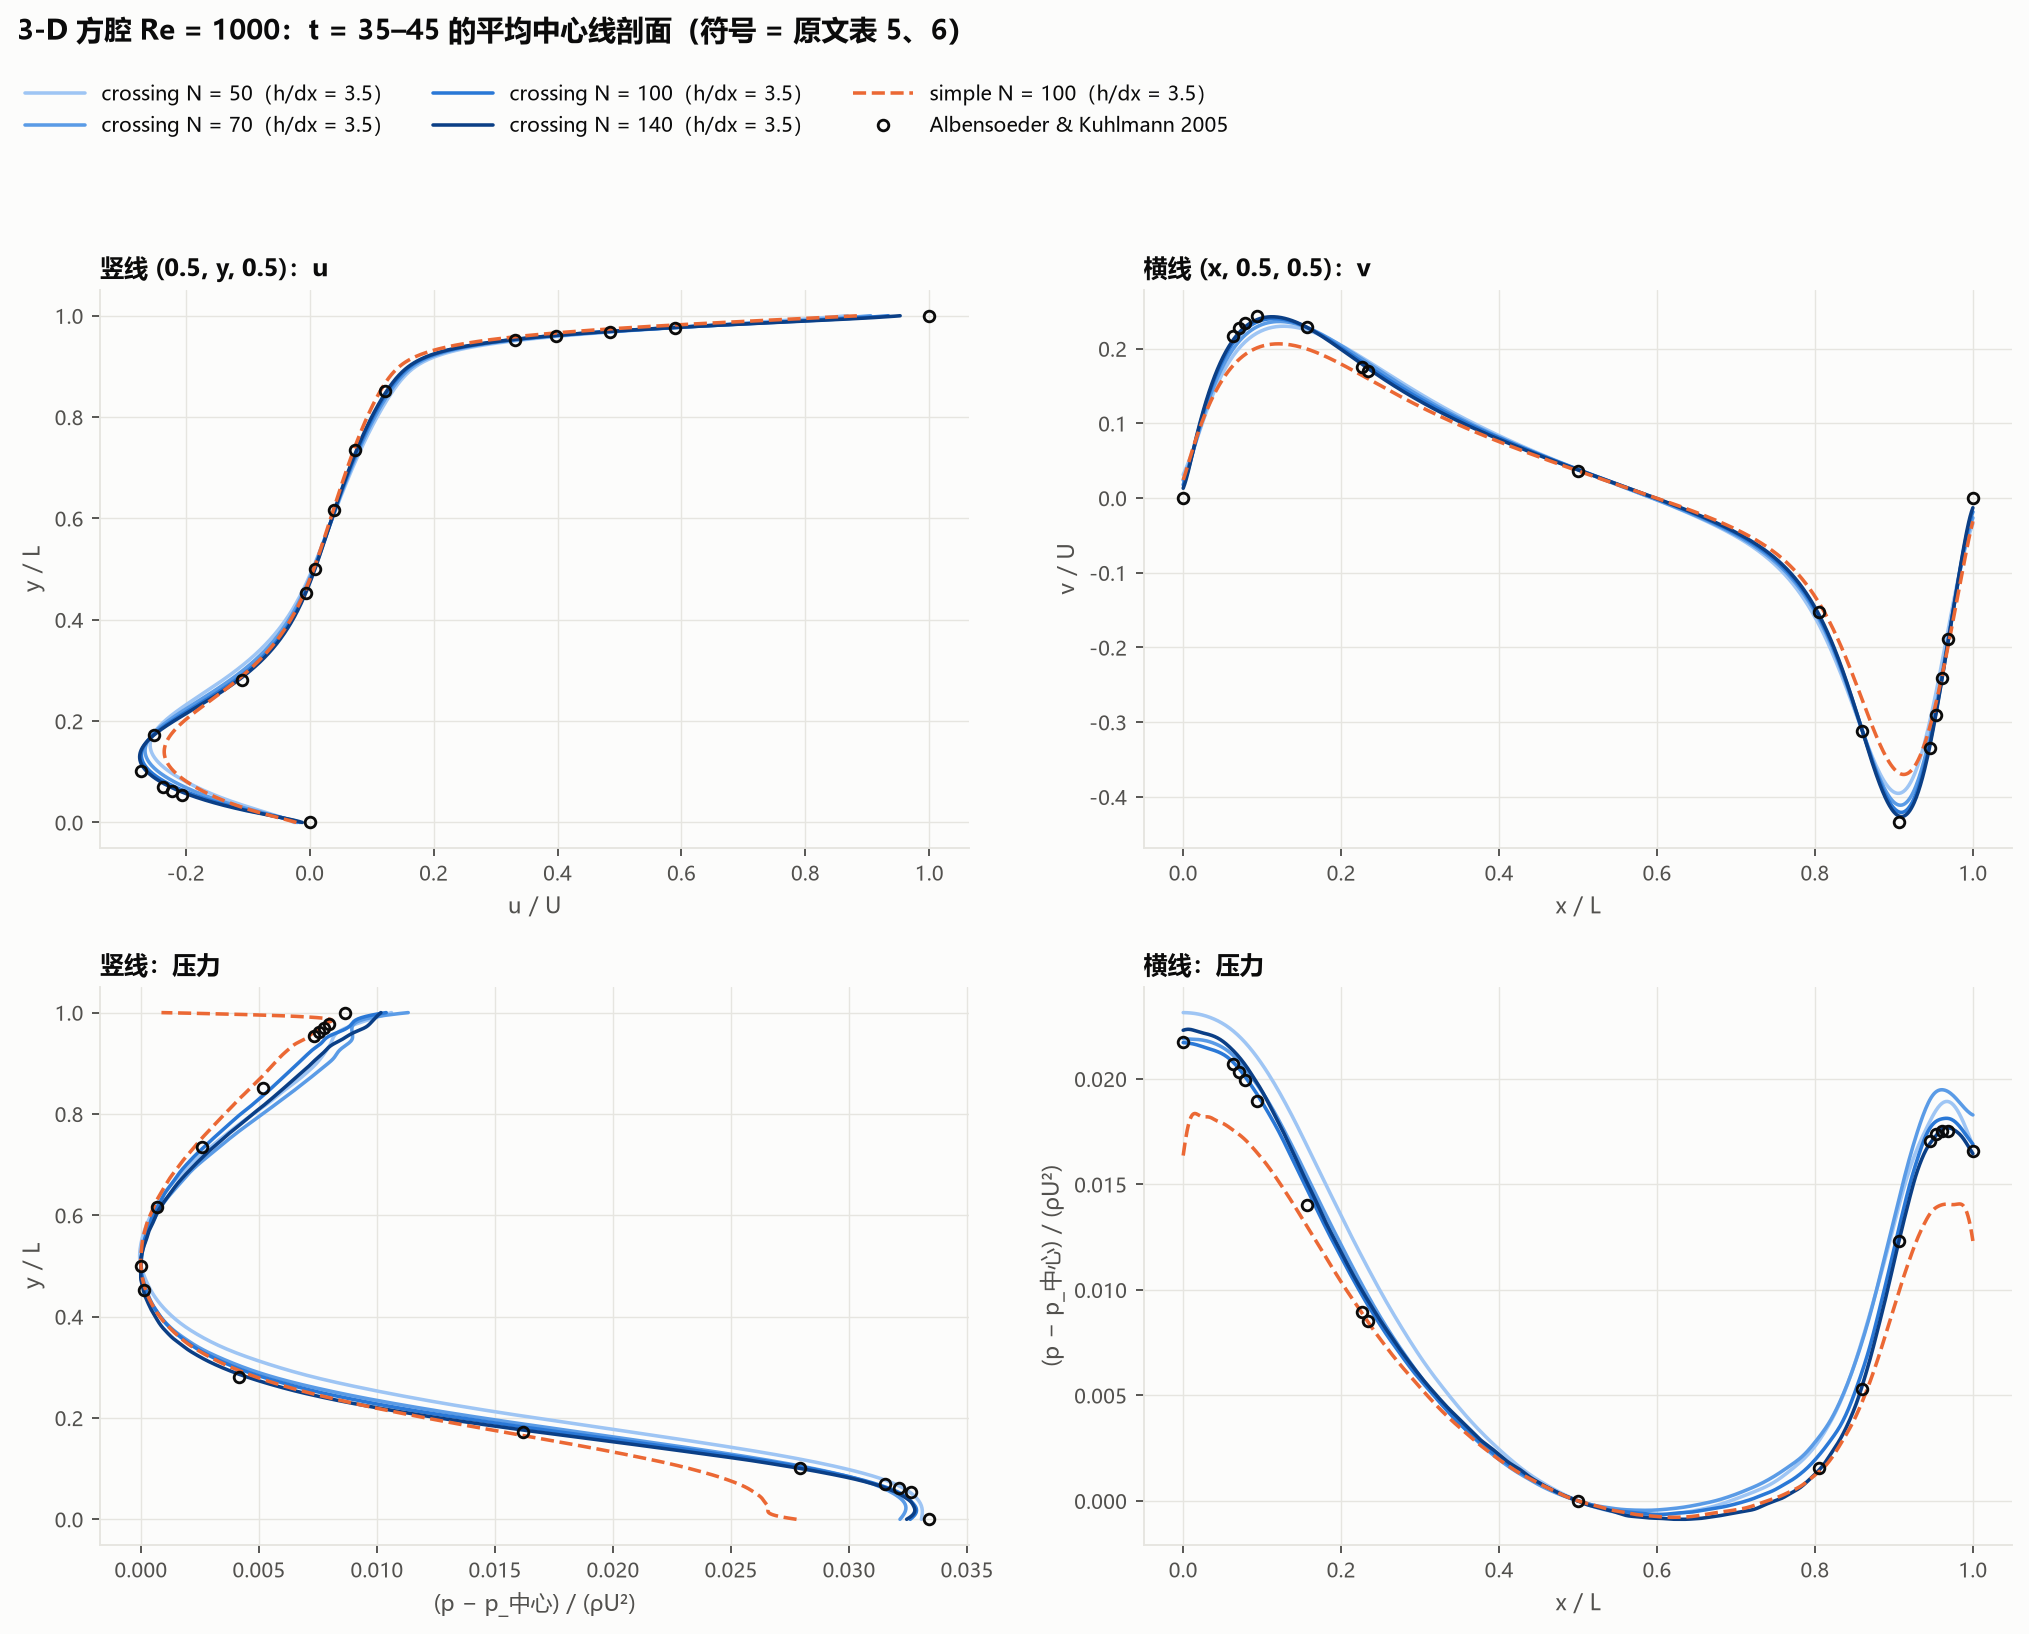 3-D 方腔 Re = 1000：t = 35–45 的平均中心线剖面（符号 = 原文表 5、6）
crossing N = 50（h/dx = 3.5）
crossing N = 100（h/dx = 3.5）
simple N = 100（h/dx = 3.5）
crossing N = 70（h/dx = 3.5）
crossing N = 140（h/dx = 3.5）
Albensoeder & Kuhlmann 2005
竖线 (0.5, y, 0.5)：u
1.0
0.8
0.6
0.4
0.2
0.0
y / L
-0.2 0.0 0.2 0.4 0.6 0.8 1.0
u / U
横线 (x, 0.5, 0.5)：v
0.2
0.1
0.0
-0.1
-0.2
-0.3
-0.4
v / U
0.0 0.2 0.4 0.6 0.8 1.0
x / L
竖线：压力
1.0
0.8
0.6
0.4
0.2
0.0
y / L
0.000 0.005 0.010 0.015 0.020 0.025 0.030 0.035
(p − p_中心) / (ρU²)
横线：压力
0.020
0.015
0.010
0.005
0.000
(p − p_中心) / (ρU²)
0.0 0.2 0.4 0.6 0.8 1.0
x / L